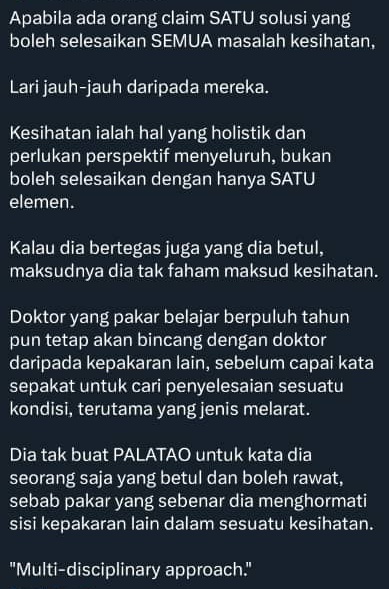 Apabila ada orang claim SATU solusi yang
boleh selesaikan SEMUA masalah kesihatan,
Lari jauh-jauh daripada mereka.
Kesihatan ialah hal yang holistik dan
perlukan perspektif menyeluruh, bukan
boleh selesaikan dengan hanya SATU
elemen.
Kalau dia bertegas juga yang dia betul,
maksudnya dia tak faham maksud kesihatan.
Doktor yang pakar belajar berpuluh tahun
pun tetap akan bincang dengan doktor
daripada kepakaran lain, sebelum capai kata
sepakat untuk cari penyelesaian sesuatu
kondisi, terutama yang jenis melarat.
Dia tak buat PALATAO untuk kata dia
seorang saja yang betul dan boleh rawat,
sebab pakar yang sebenar dia menghormati
sisi kepakaran lain dalam sesuatu kesihatan.
"Multi-disciplinary approach."